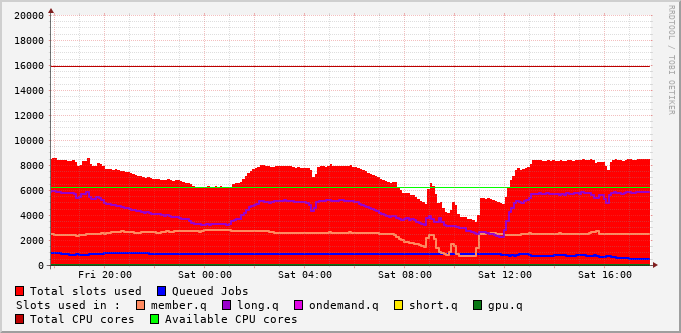 20000
18000
16000
14000
12000
10000
8000
6000
4000
2000
0
Fri 20:00 Sat 00:00 Sat 04:00 Sat 08:00 Sat 12:00 Sat 16:00
Total slots used Queued Jobs
Slots used in : member.q long.q ondemand.q short.q gpu.q
Total CPU cores Available CPU cores
RRDTOOL / TOBI OETIKER